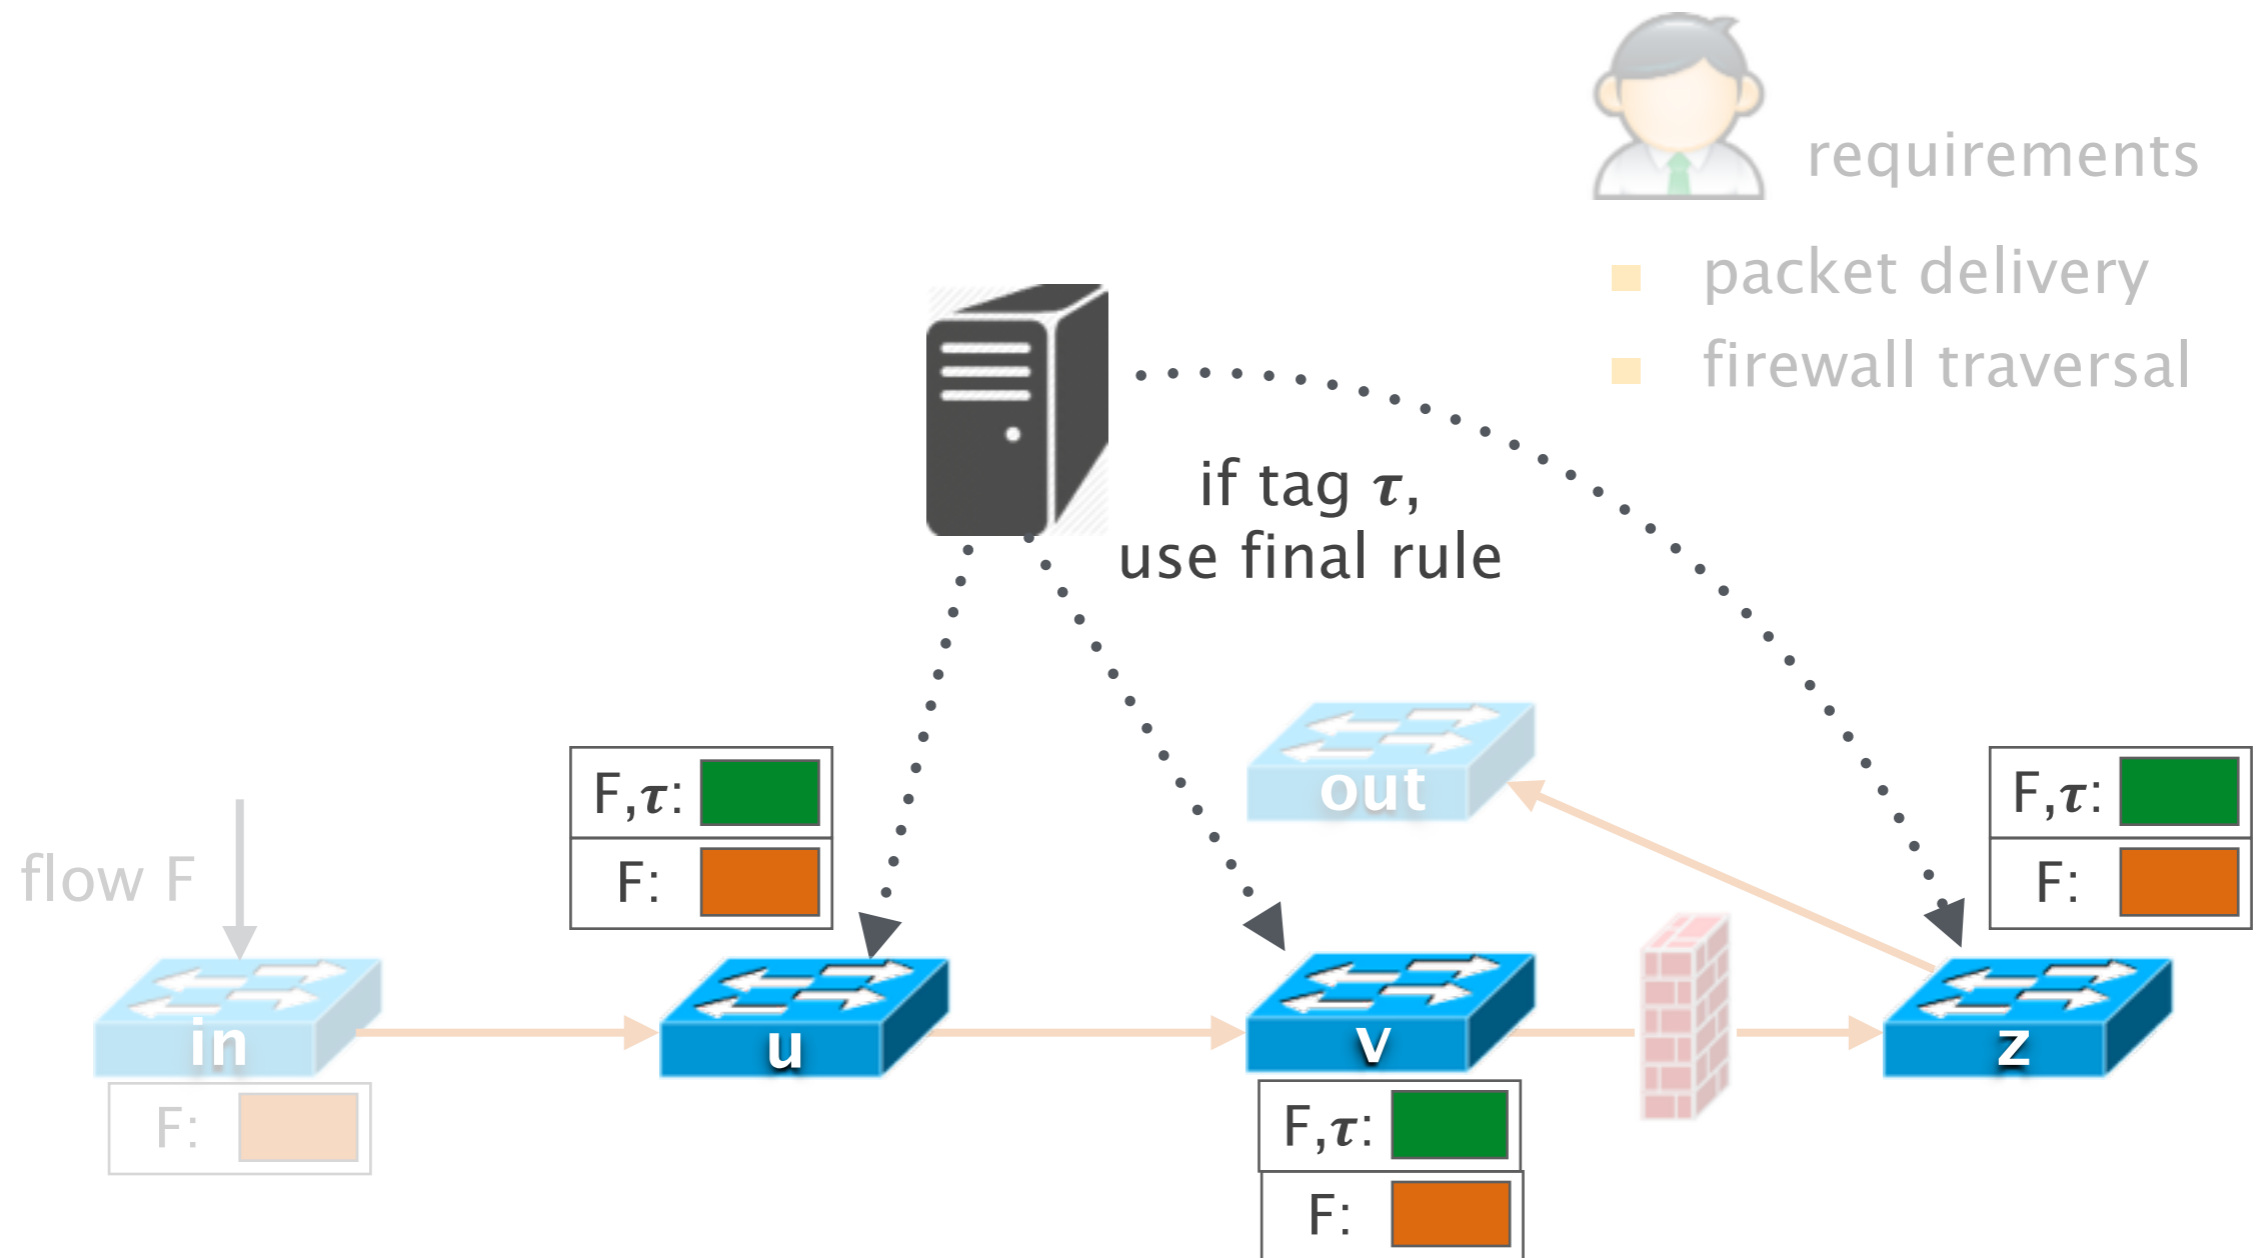 requirements
packet delivery
firewall traversal
if tag τ,
use final rule
F,τ:
F:
flow F
in
F:
u
out
v
F,τ:
F:
F,τ:
F:
z